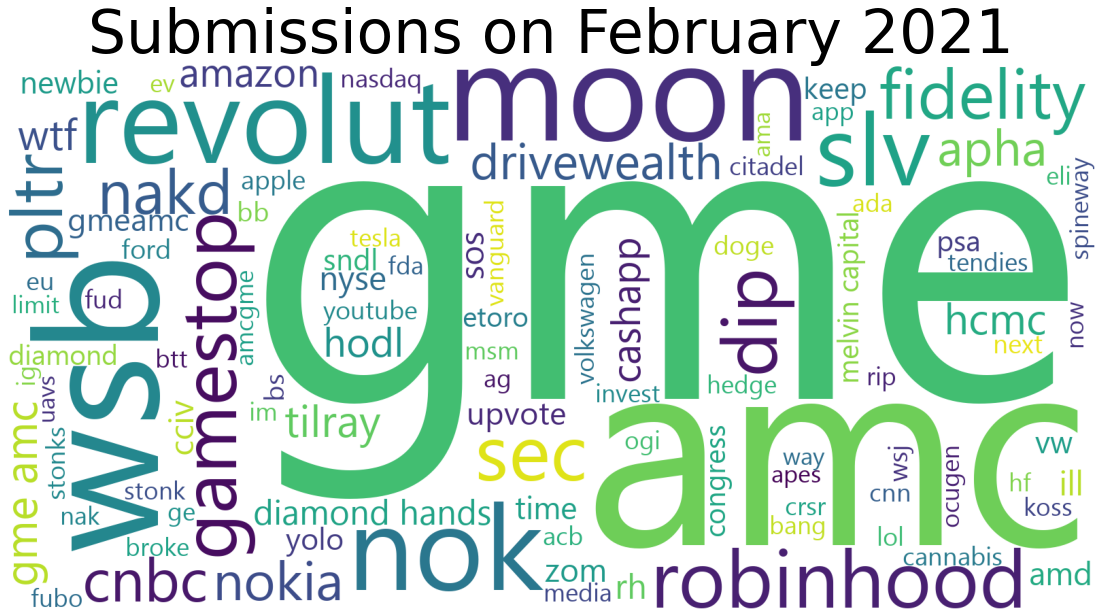 Submissions on February 2021
newbie
ev
amazon
nasdaq
moon
keep
app
fidelity
wtf
revolut
ama
slv
apha
drivewealth
citadel
eli
spineway
pltr
nakd
apple
gmeamc
bb
ada
ford
gme
tesla
sndl
fda
nyse
youtube
hodl
sos
vanguard
etoro
msm
ag
volkswagen
cashapp
invest
doge
dip
hedge
melvin capital
psa
tendies
hcmc
next
now
rip
eu
limit
fud
wsb
gamestop
amcgme
diamond
btt
ig
uavs
bs
im
tilray
upvote
cciv
gme amc
stonks
stonk
nak
ge
broke
sec
amc
ogi
congress
way
apes
crsr
bang
wsj
cnn
lol
ocugen
vw
hf
ill
koss
diamond hands
time
yolo
nok
acb
cannabis
fubo
cnbc
nokia
zom
media
rh
robinhood
amd